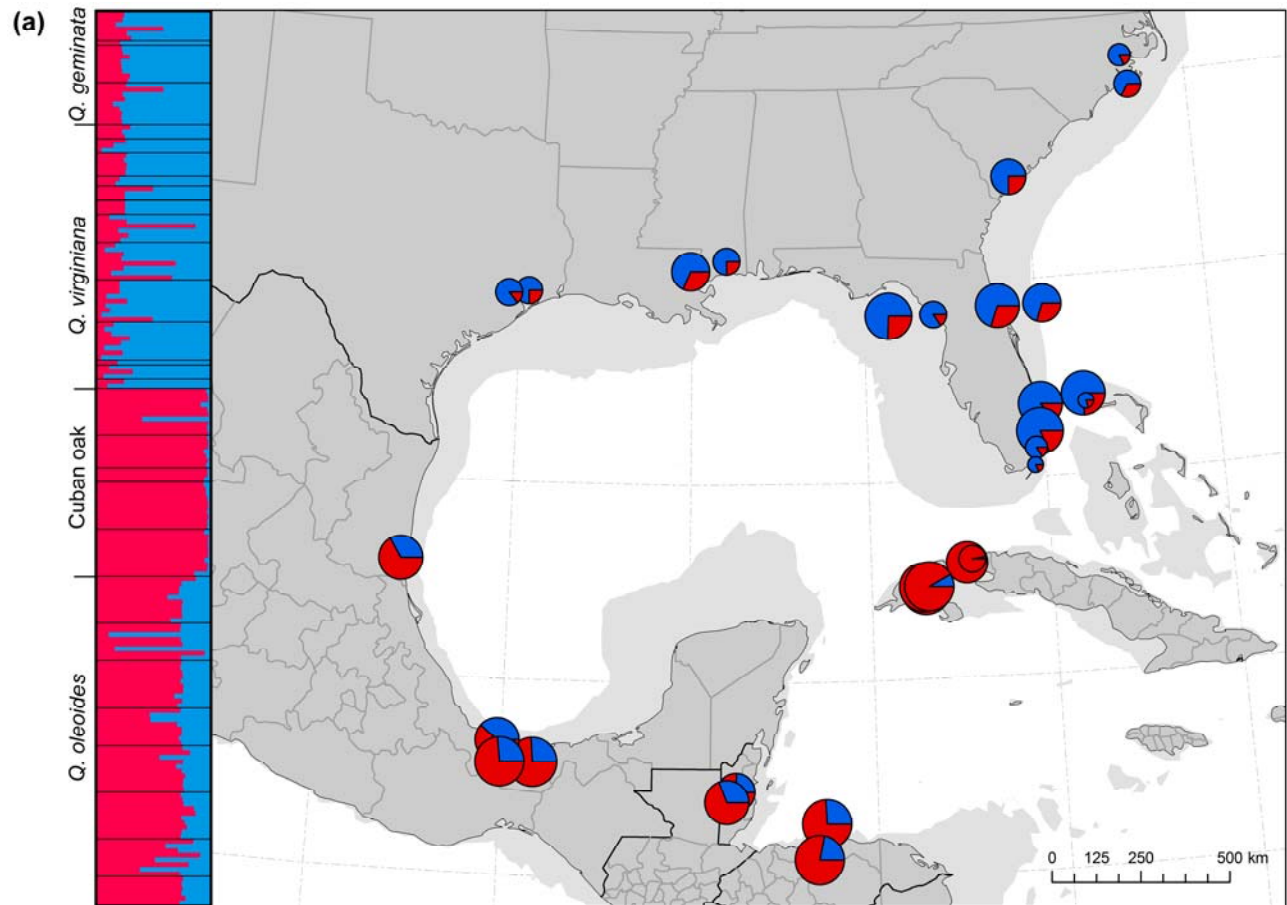 (a)
Q. geminata
Q. virginiana
Cuban oak
Q. oleoides
0 125 250 500 km